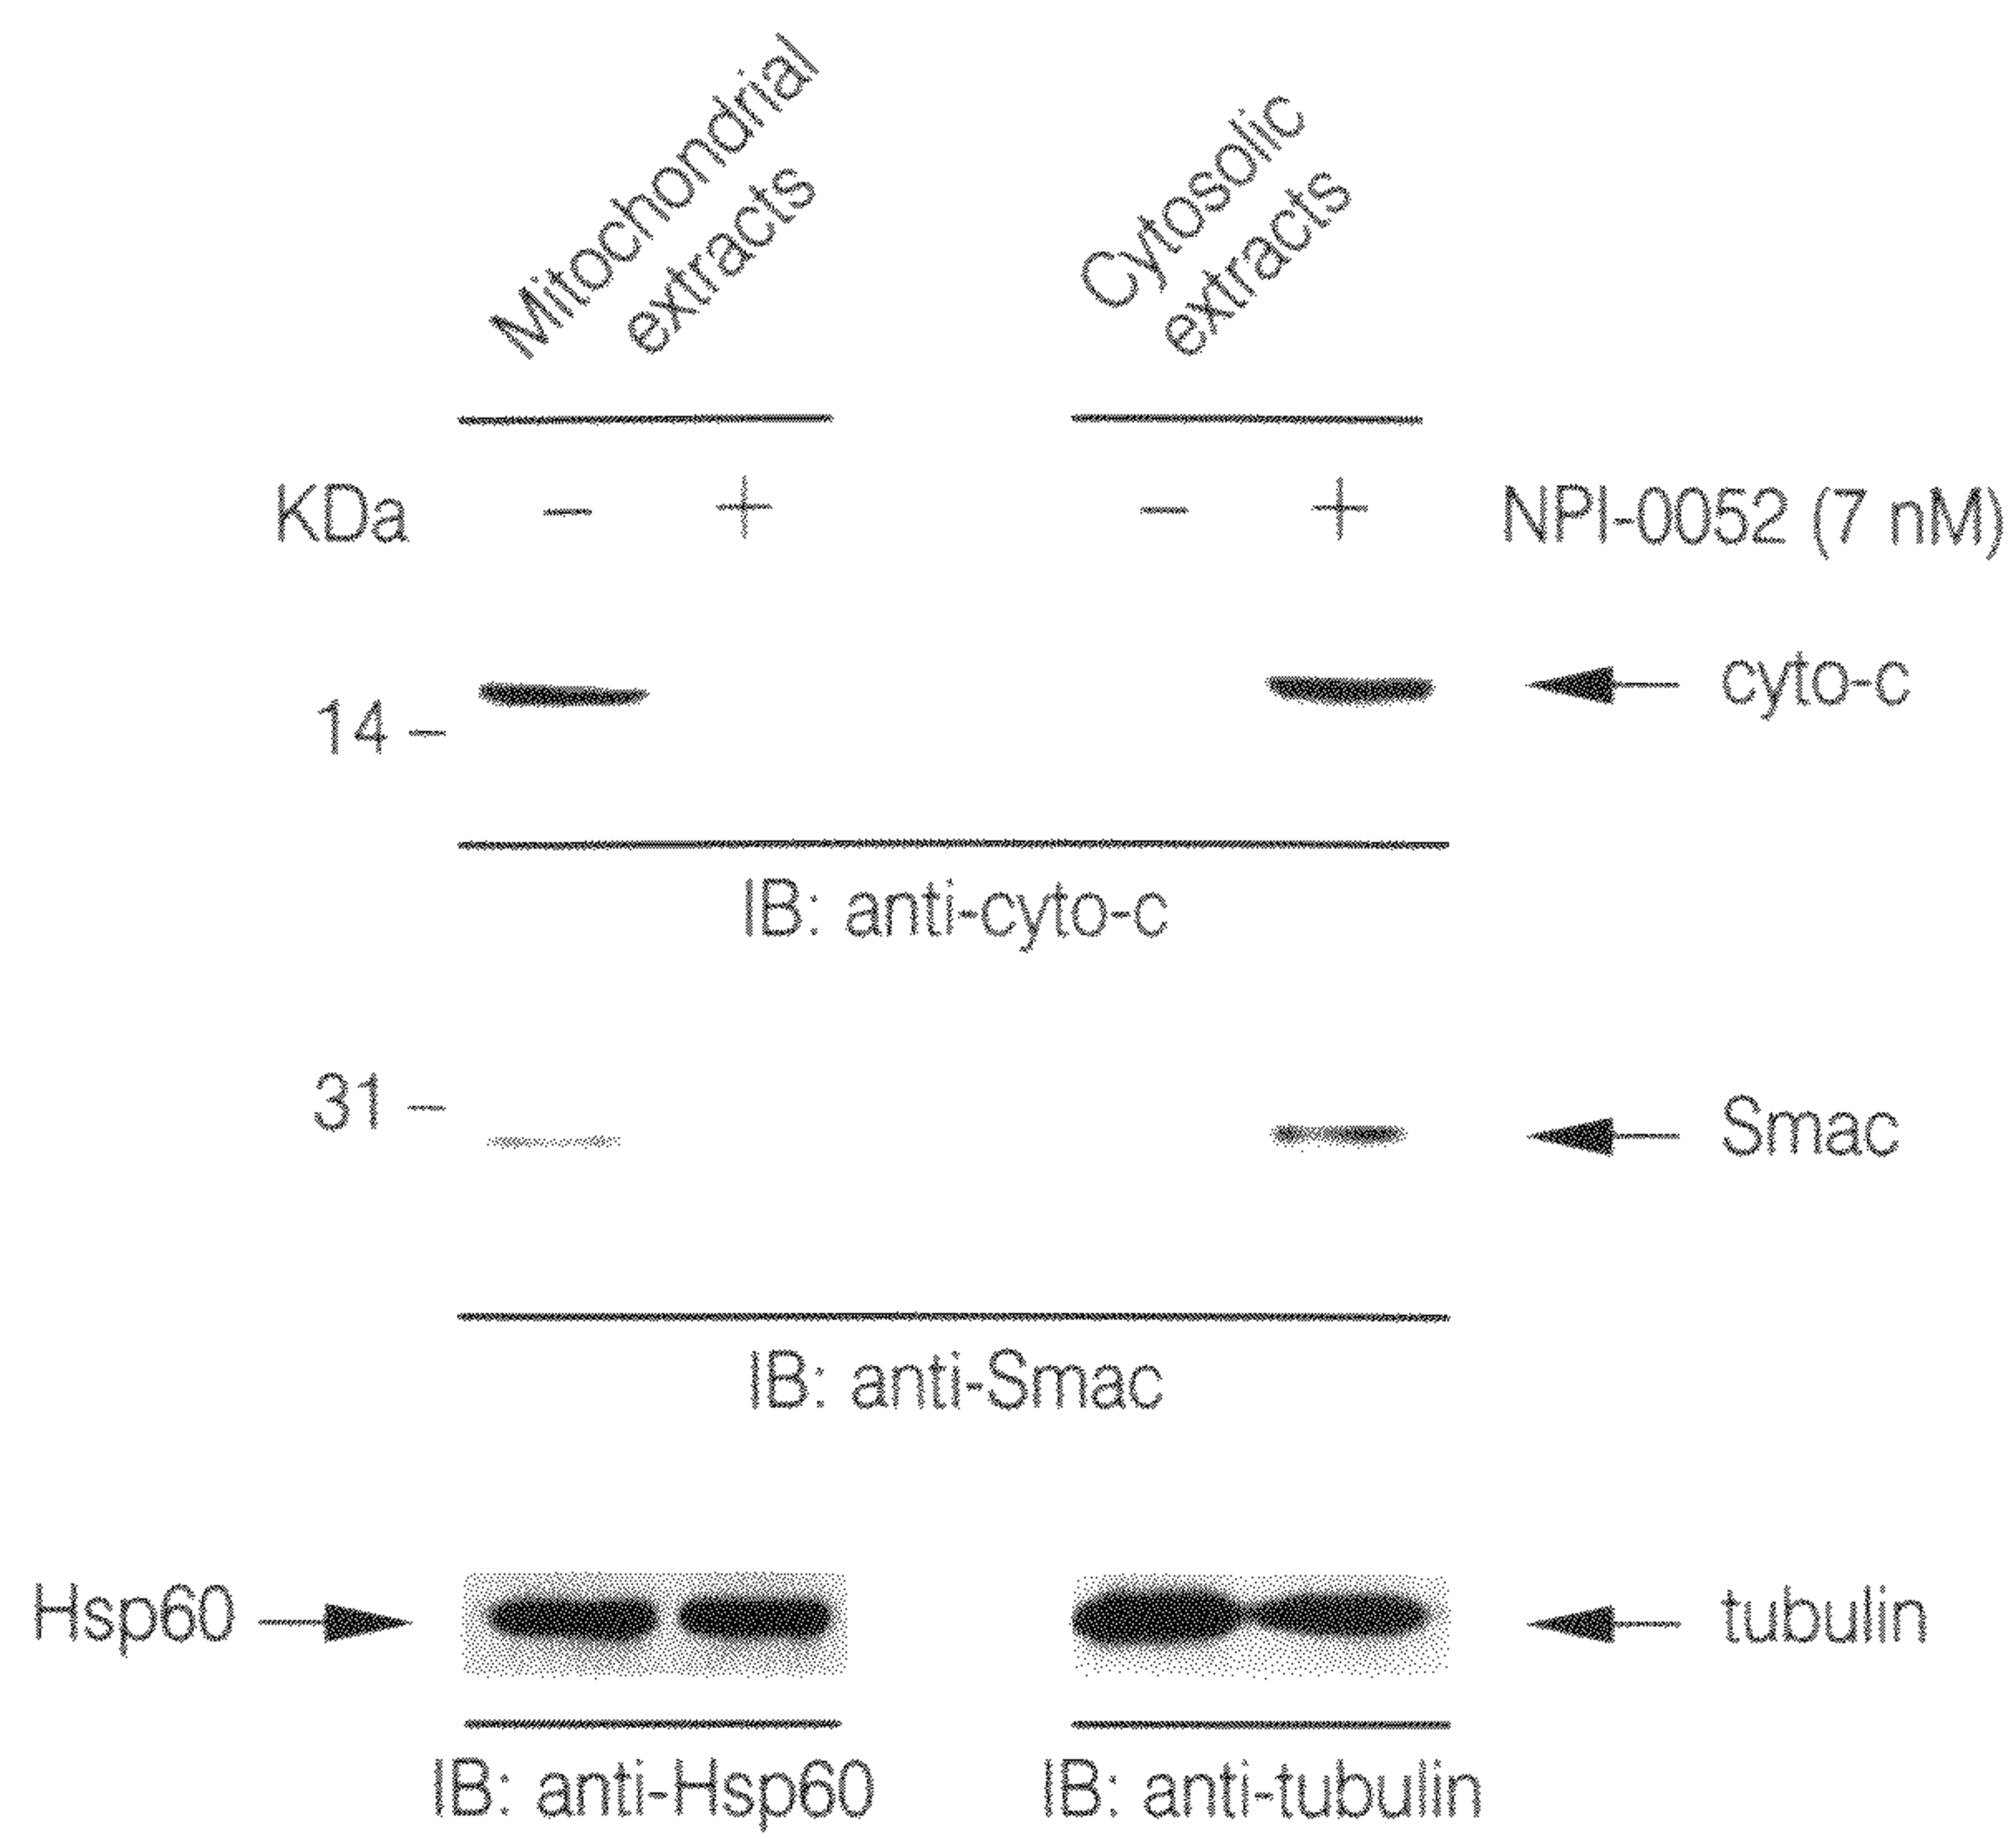 Mitochondrial
extracts
Cytosolic
extracts
KDa – + – + NPI-0052 (7 nM)
cyto-c
14 –
IB: anti-cyto-c
31 –
Smac
IB: anti-Smac
Hsp60
tubulin
IB: anti-Hsp60
IB: anti-tubulin